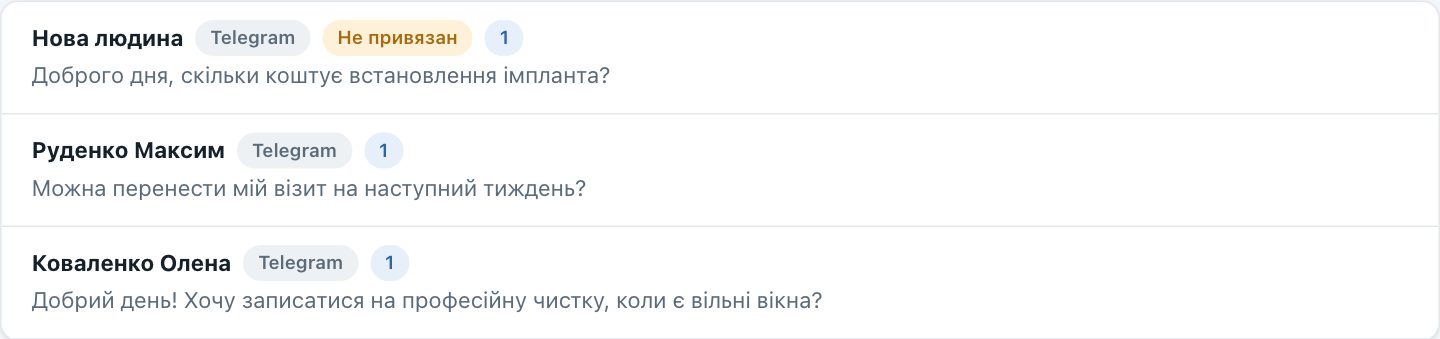 Нова людина Telegram Не привязан 1
Доброго дня, скільки коштує встановлення імпланта?
Руденко Максим Telegram 1
Можна перенести мій візит на наступний тиждень?
Коваленко Олена Telegram 1
Добрий день! Хочу записатися на професійну чистку, коли є вільні вікна?